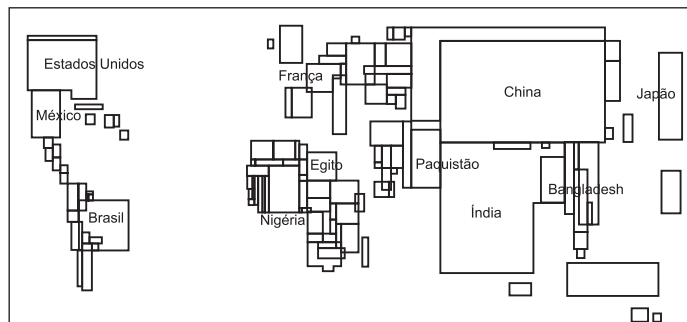 Estados Unidos
França
China
México
Japão
Egito
Paquistão
Bangladesh
Brasil
Nigéria
Índia